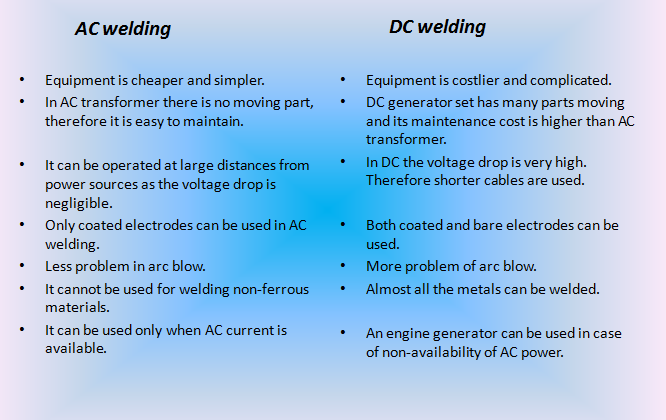 AC welding
• Equipment is cheaper and simpler.
• In AC transformer there is no moving part,
therefore it is easy to maintain.
• It can be operated at large distances from
power sources as the voltage drop is
negligible.
• Only coated electrodes can be used in AC
welding.
• Less problem in arc blow.
• It cannot be used for welding non-ferrous
materials.
• It can be used only when AC current is
available.
DC welding
• Equipment is costlier and complicated.
• DC generator set has many parts moving
and its maintenance cost is higher than AC
transformer.
• In DC the voltage drop is very high.
Therefore shorter cables are used.
• Both coated and bare electrodes can be
used.
• More problem of arc blow.
• Almost all the metals can be welded.
• An engine generator can be used in case
of non-availability of AC power.